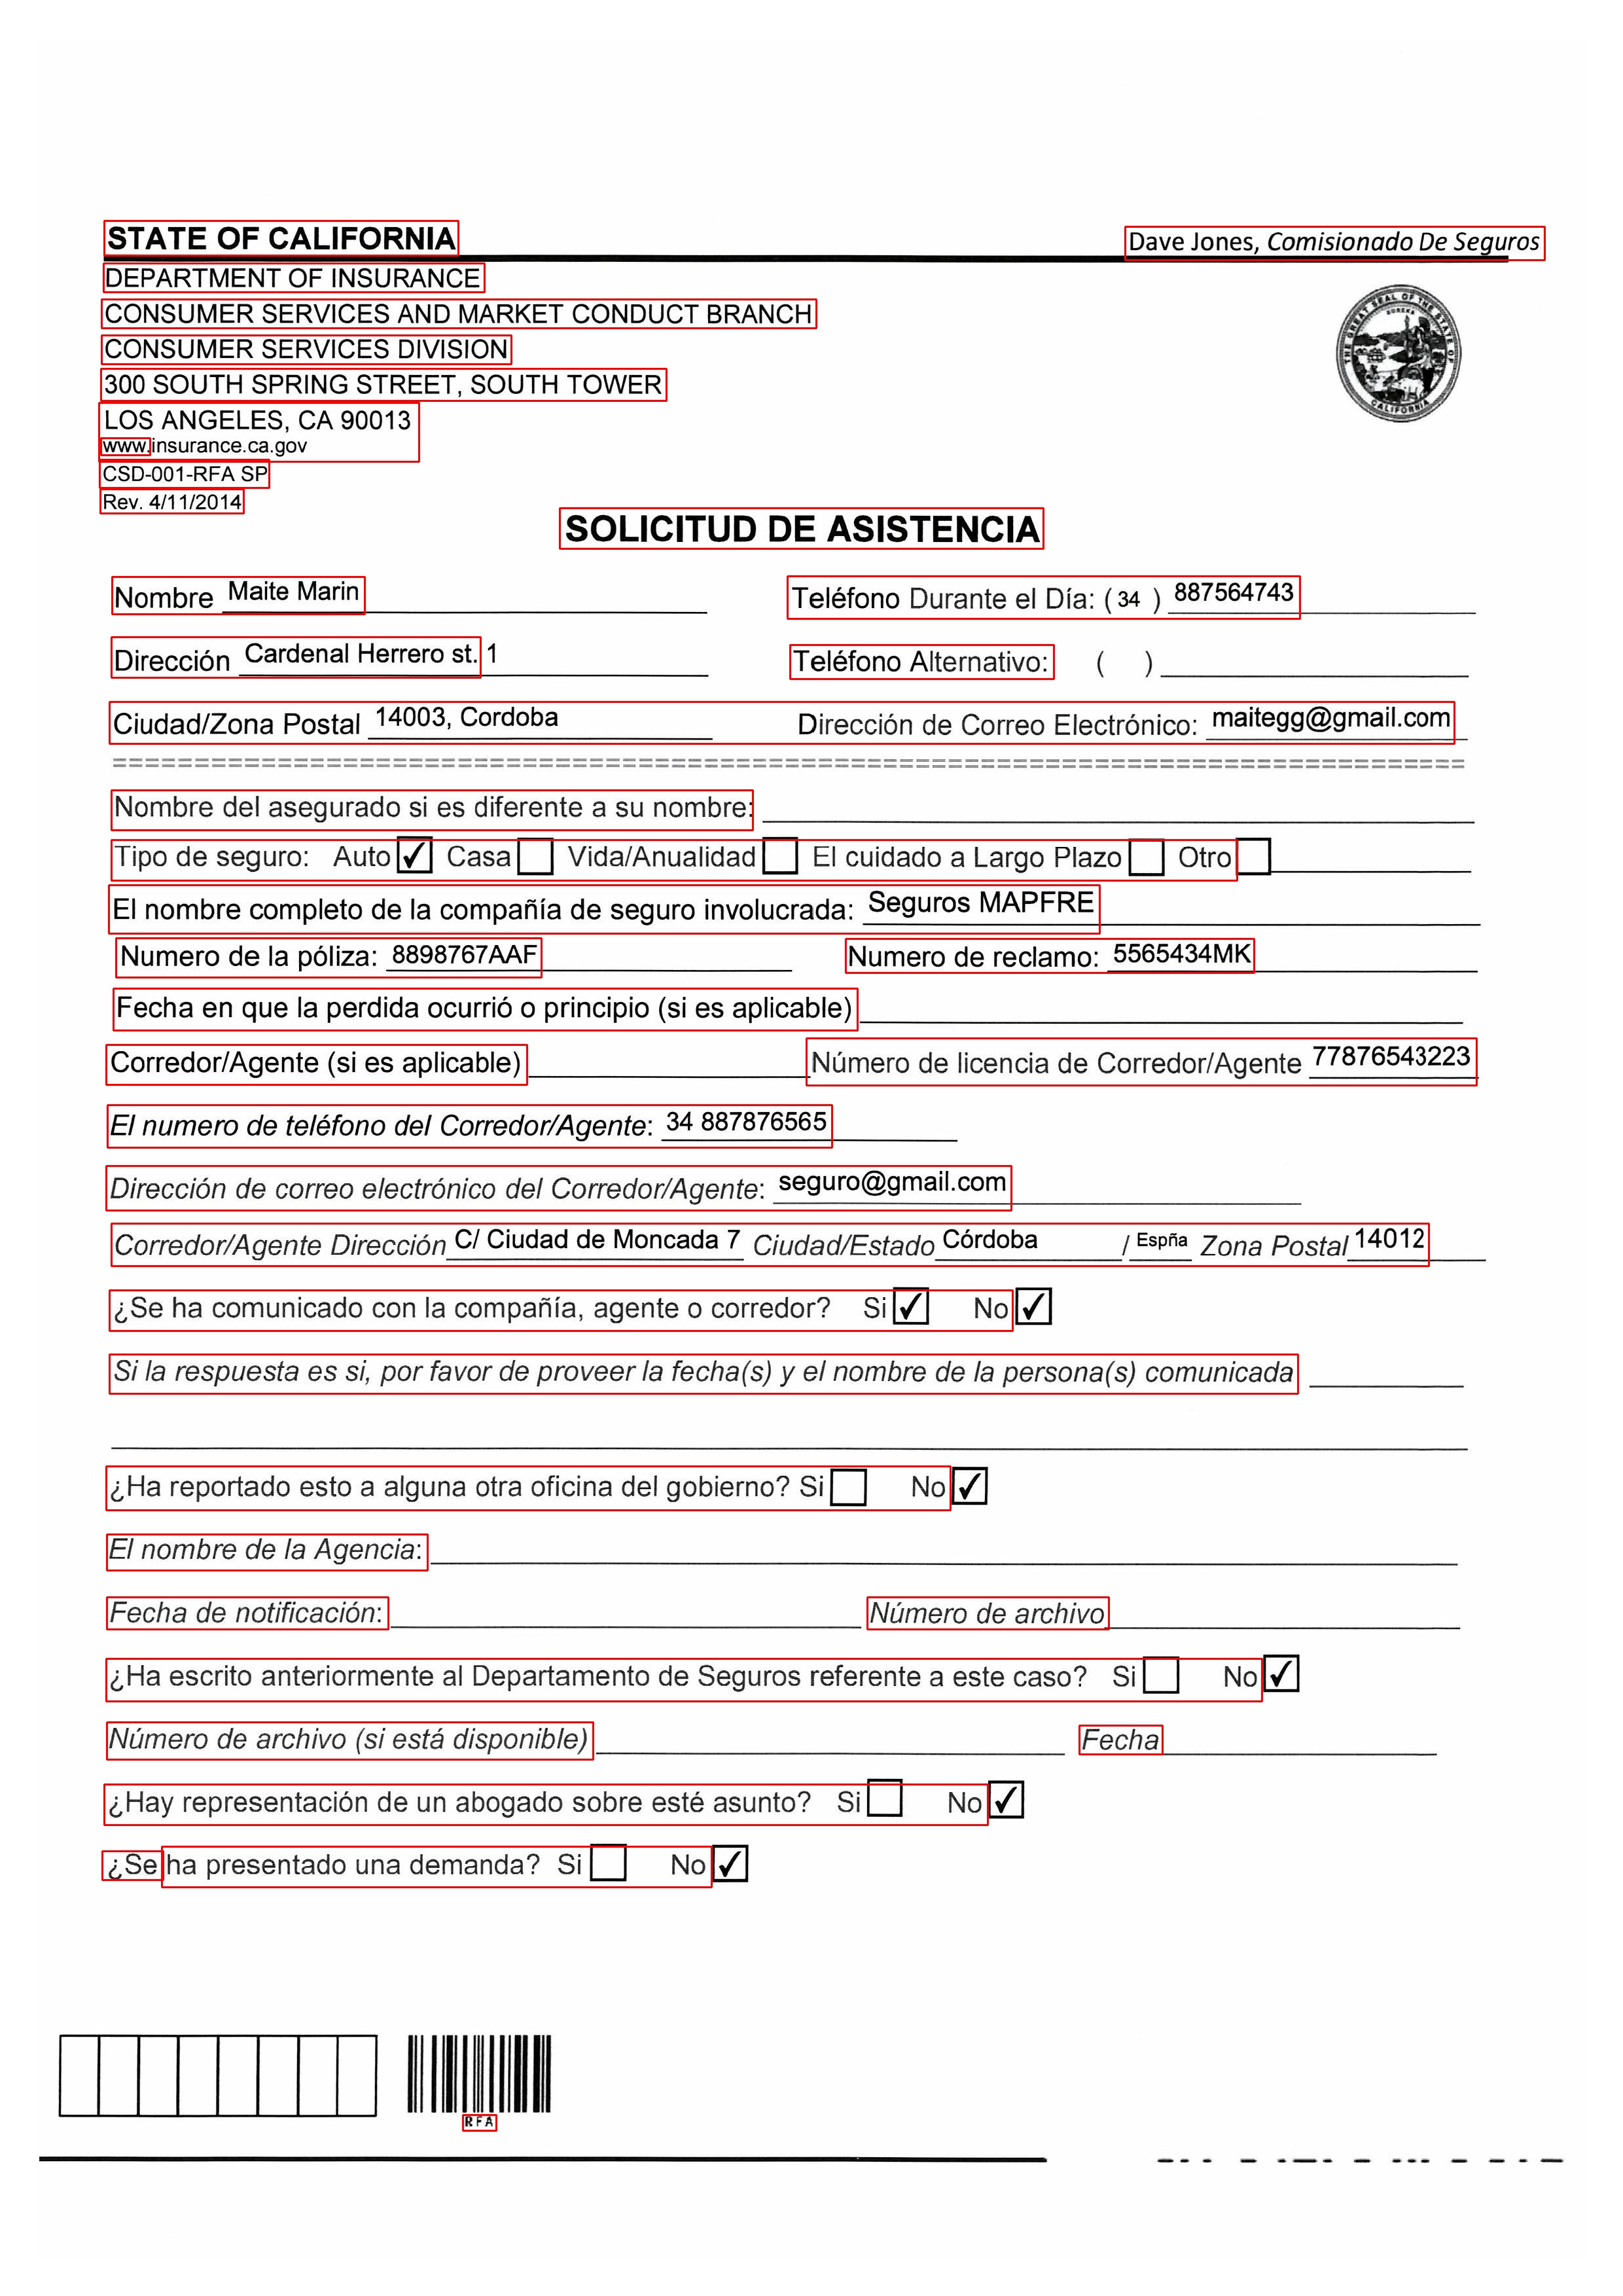 STATE OF CALIFORNIA Dave Jones, Comisionado De Seguros
DEPARTMENT OF INSURANCE
CONSUMER SERVICES AND MARKET CONDUCT BRANCH
CONSUMER SERVICES DIVISION
300 SOUTH SPRING STREET, SOUTH TOWER
LOS ANGELES, CA 90013
www.insurance.ca.gov
CSD-001-RFA SP
Rev. 4/11/2014
THE GREAT SEAL OF THE STATE OF CALIFORNIA
EUREKA
SOLICITUD DE ASISTENCIA
Nombre Maite Marin Teléfono Durante el Día: ( 34 ) 887564743
Dirección Cardenal Herrero st. 1 Teléfono Alternativo: ( )
Ciudad/Zona Postal 14003, Cordoba Dirección de Correo Electrónico: maitegg@gmail.com
Nombre del asegurado si es diferente a su nombre:
Tipo de seguro: Auto ✓ Casa Vida/Anualidad El cuidado a Largo Plazo Otro
El nombre completo de la compañía de seguro involucrada: Seguros MAPFRE
Numero de la póliza: 8898767AAF Numero de reclamo: 5565434MK
Fecha en que la perdida ocurrió o principio (si es aplicable)
Corredor/Agente (si es aplicable) Número de licencia de Corredor/Agente 77876543223
El numero de teléfono del Corredor/Agente: 34 887876565
Dirección de correo electrónico del Corredor/Agente: seguro@gmail.com
Corredor/Agente Dirección C/ Ciudad de Moncada 7 Ciudad/Estado Córdoba / Espña Zona Postal 14012
¿Se ha comunicado con la compañía, agente o corredor? Si ✓ No ✓
Si la respuesta es si, por favor de proveer la fecha(s) y el nombre de la persona(s) comunicada
¿Ha reportado esto a alguna otra oficina del gobierno? Si No ✓
El nombre de la Agencia:
Fecha de notificación: Número de archivo
¿Ha escrito anteriormente al Departamento de Seguros referente a este caso? Si No ✓
Número de archivo (si está disponible) Fecha
¿Hay representación de un abogado sobre esté asunto? Si No ✓
¿Se ha presentado una demanda? Si No ✓
RFA